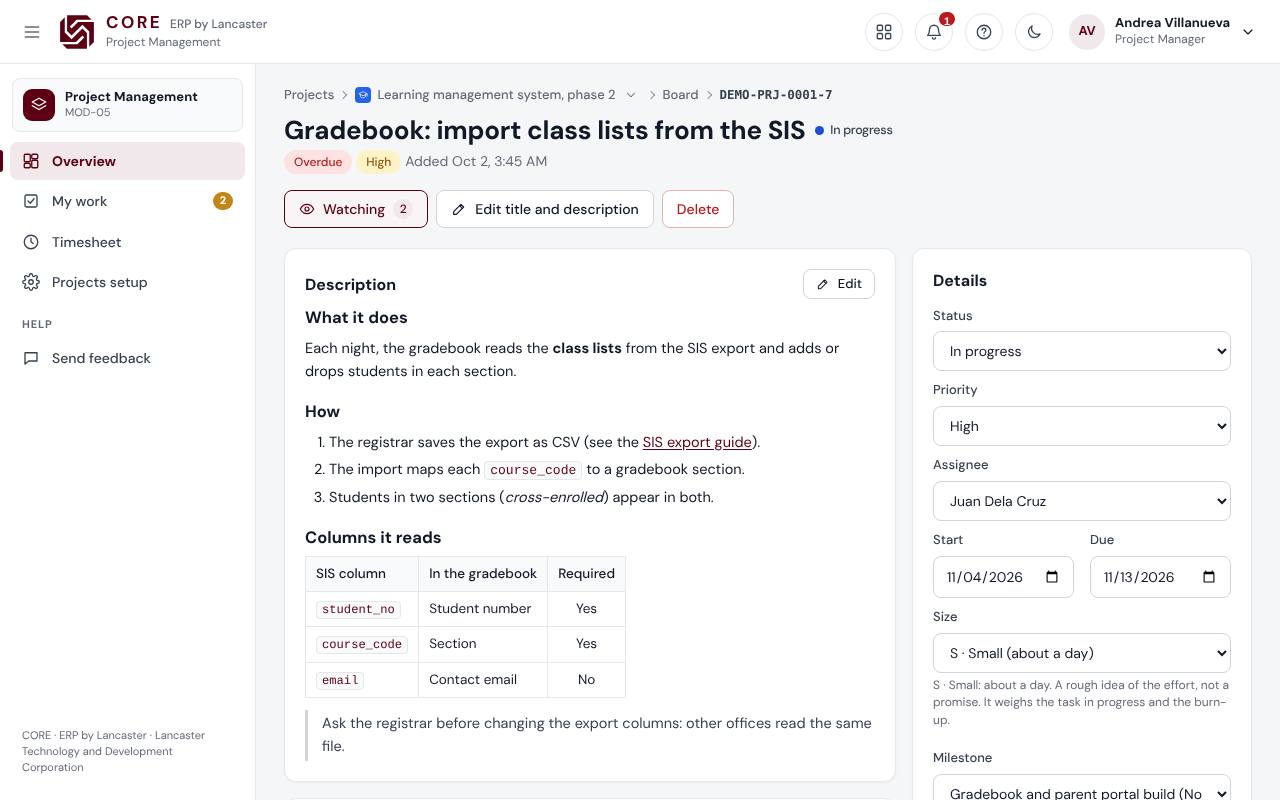 CORE ERP by Lancaster
Project Management
1
AV
Andrea Villanueva
Project Manager
Project Management
MOD-05
Overview
My work 2
Timesheet
Projects setup
HELP
Send feedback
CORE · ERP by Lancaster · Lancaster
Technology and Development
Corporation
Projects > Learning management system, phase 2 > Board > DEMO-PRJ-0001-7
Gradebook: import class lists from the SIS In progress
Overdue High Added Oct 2, 3:45 AM
Watching 2 Edit title and description Delete
Description Edit
What it does
Each night, the gradebook reads the class lists from the SIS export and adds or
drops students in each section.
How
1. The registrar saves the export as CSV (see the SIS export guide).
2. The import maps each course_code to a gradebook section.
3. Students in two sections (cross-enrolled) appear in both.
Columns it reads
SIS column In the gradebook Required
student_no Student number Yes
course_code Section Yes
email Contact email No
Ask the registrar before changing the export columns: other offices read the same
file.
Details
Status
In progress
Priority
High
Assignee
Juan Dela Cruz
Start Due
11/04/2026 11/13/2026
Size
S · Small (about a day)
S · Small: about a day. A rough idea of the effort, not a
promise. It weighs the task in progress and the burn-
up.
Milestone
Gradebook and parent portal build (No